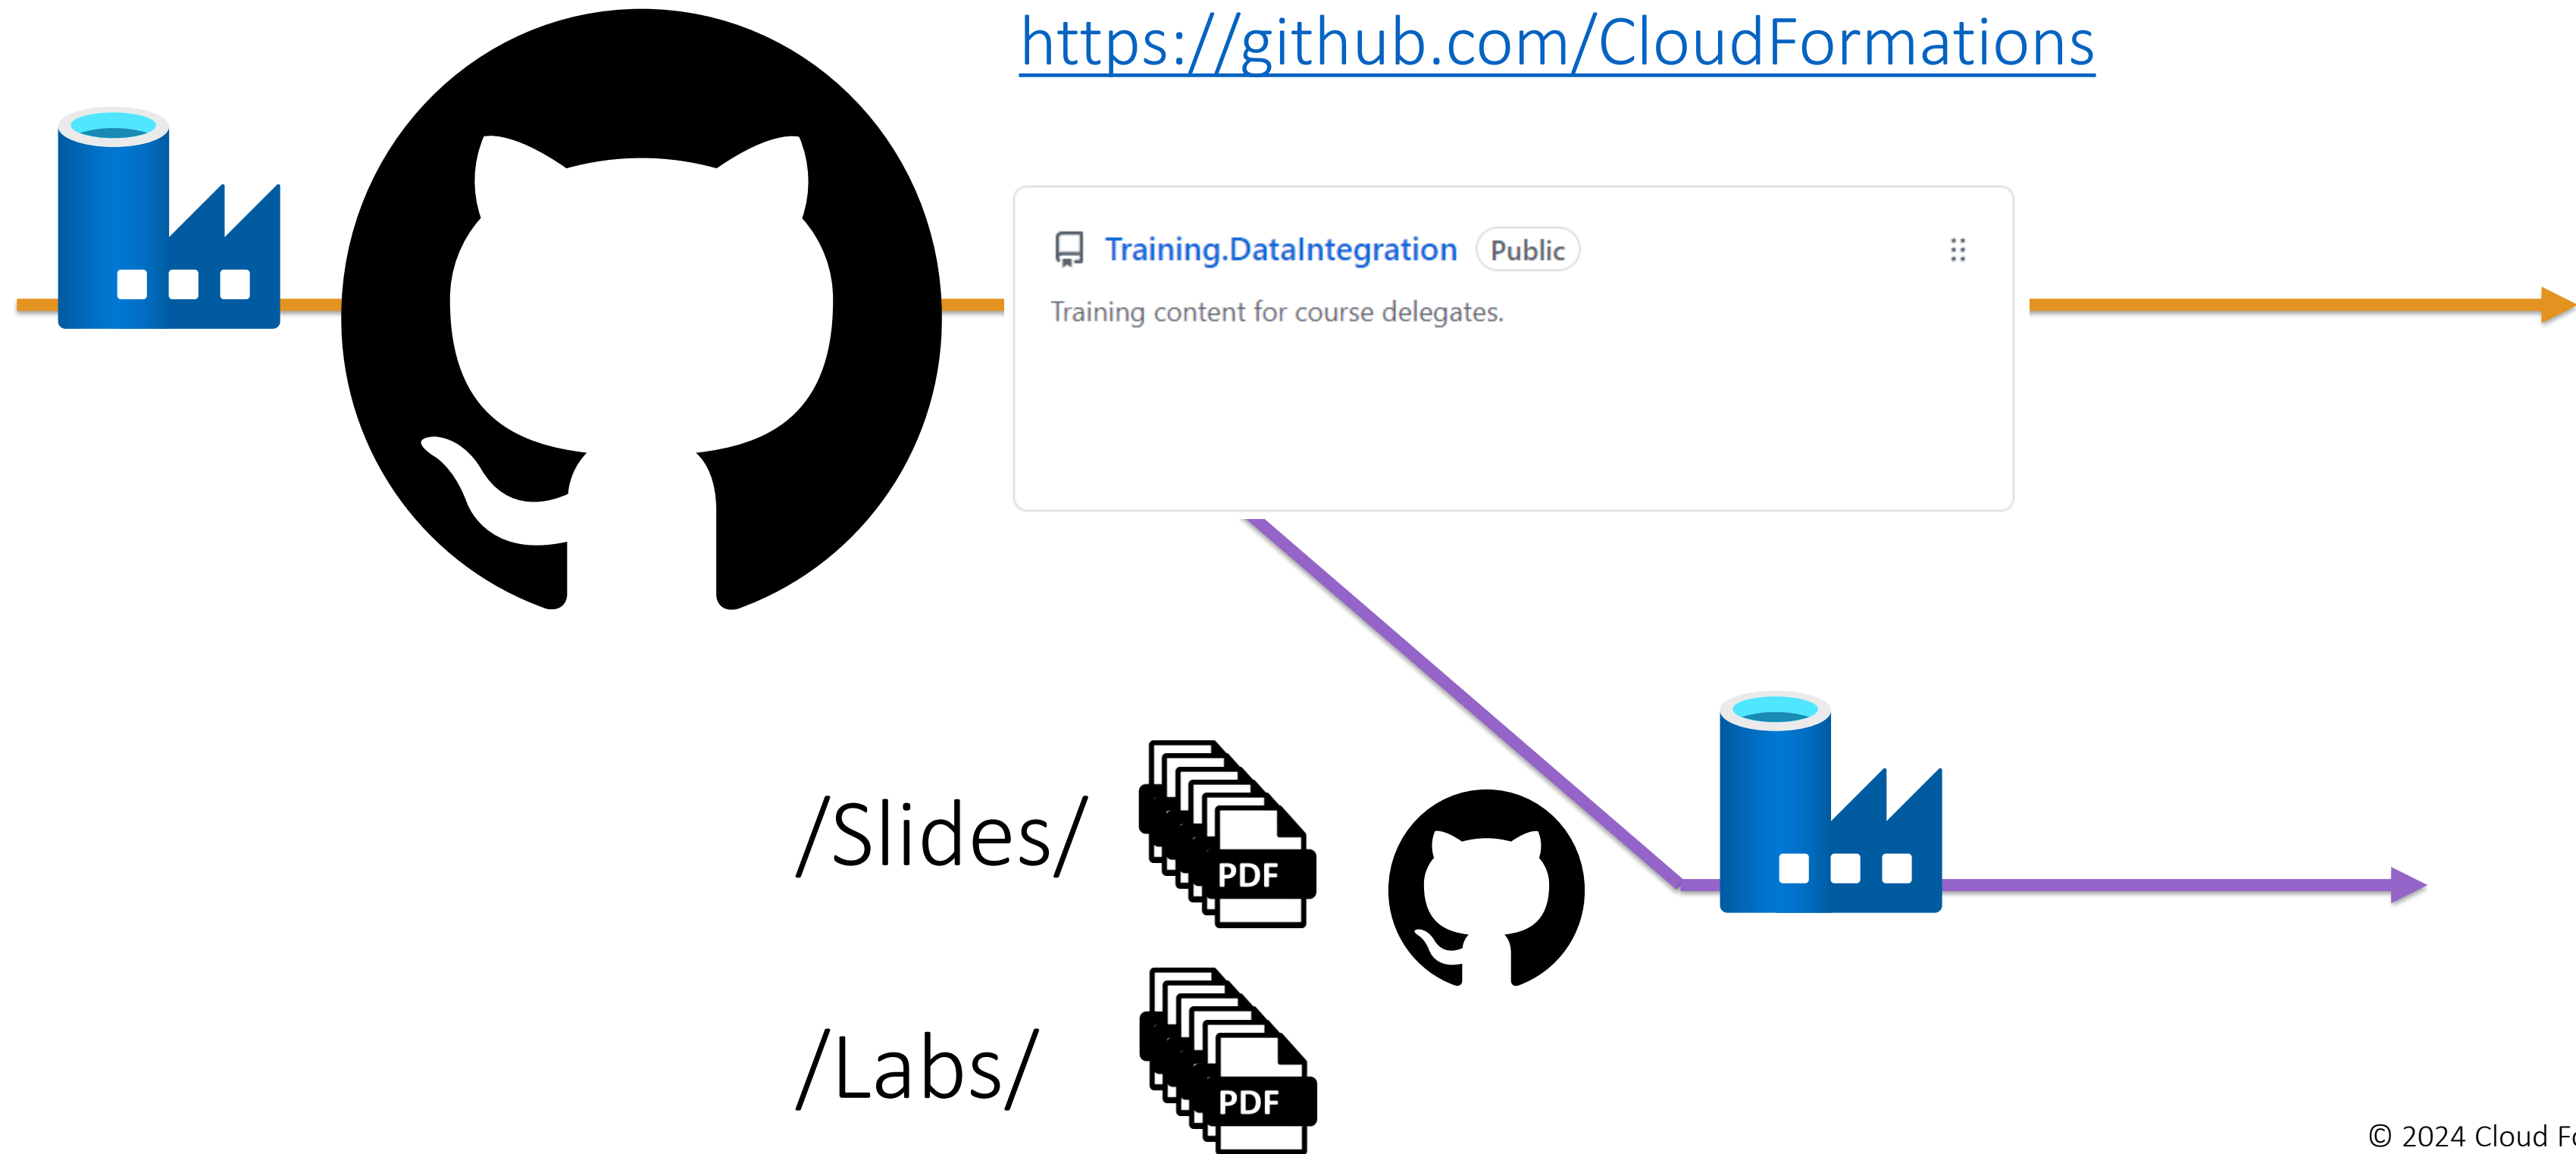 https://github.com/CloudFormations
Training.DataIntegration Public
Training content for course delegates.
/Slides/
PDF
/Labs/
PDF
© 2024 Cloud